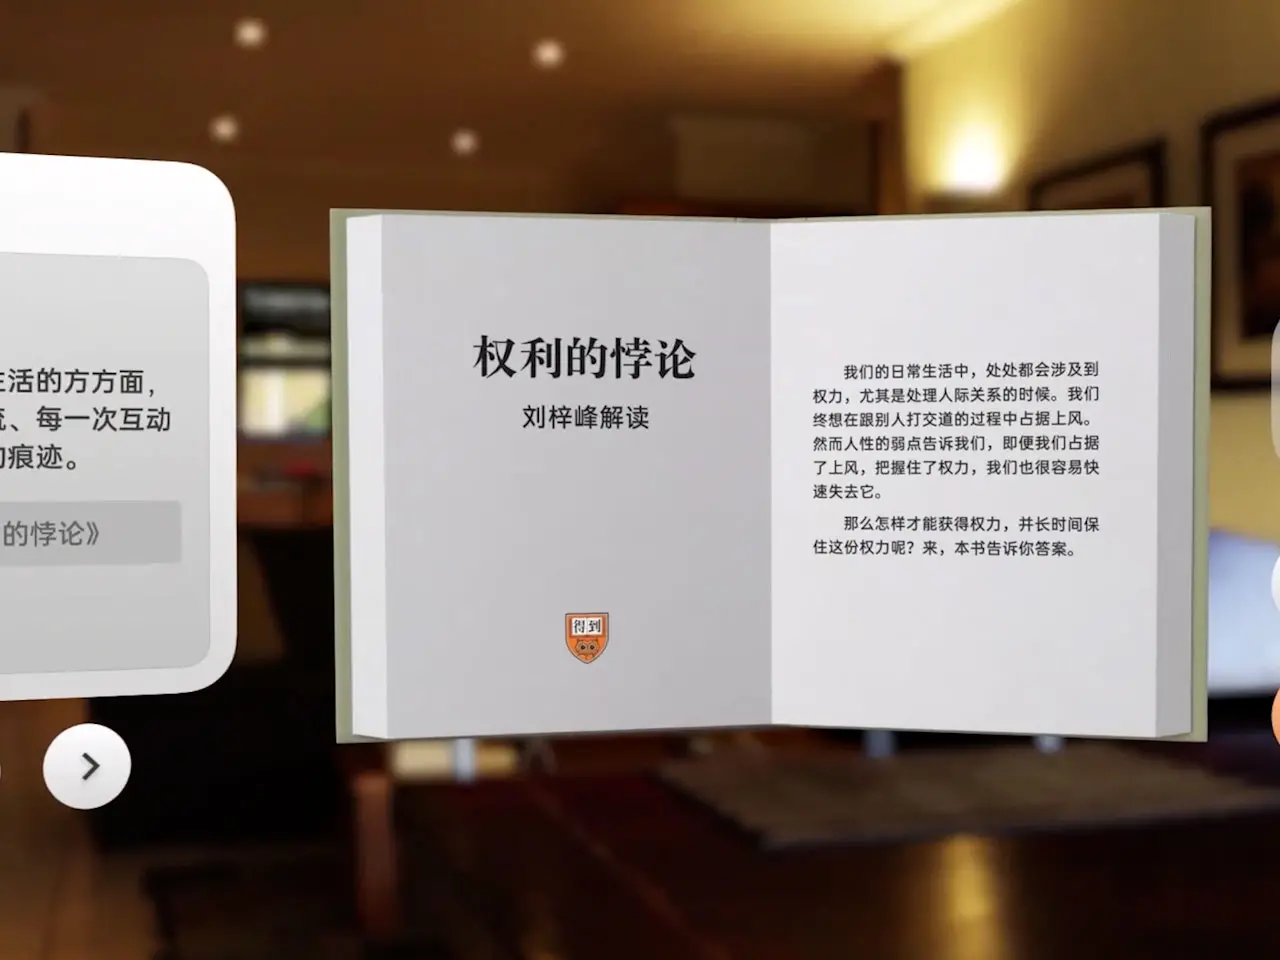 活的方方面，
、每一次互动
痕迹。
的悖论》
权利的悖论
刘梓峰解读
得到
我们的日常生活中，处处都会涉及到
权力，尤其是处理人际关系的时候。我们
终想在跟别人打交道的过程中占据上风。
然而人性的弱点告诉我们，即便我们占据
了上风，把握住了权力，我们也很容易快
速失去它。
那么怎样才能获得权力，并长时间保
住这份权力呢？来，本书告诉你答案。